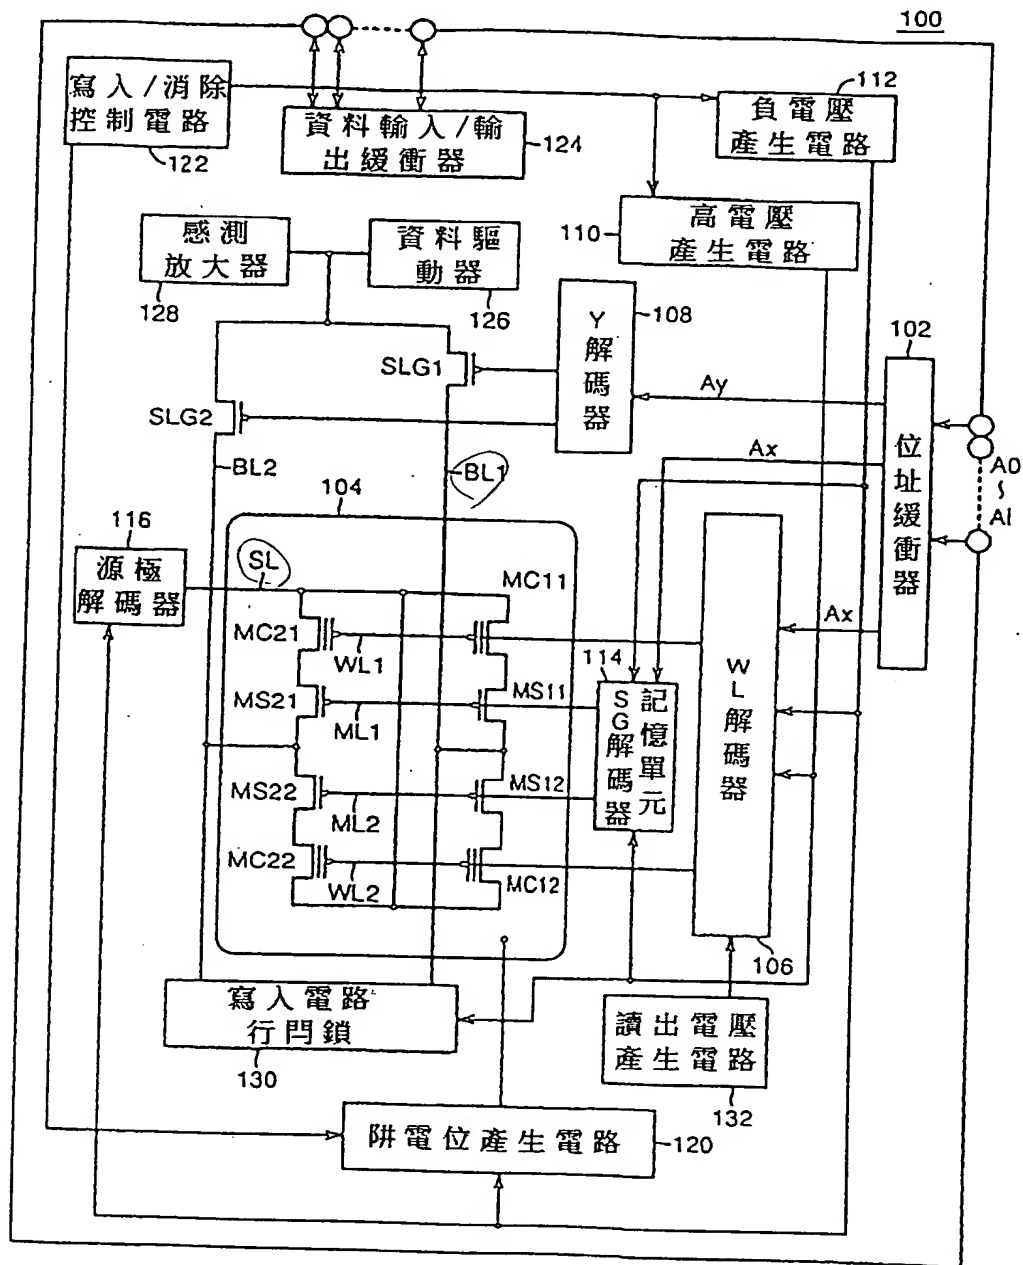 100
寫入/消除
控制電路
122
資料輸入/輸
出緩衝器
124
112
負電壓
產生電路
高電壓
產生電路
110
感測
放大器
128
資料驅
動器
126
Y解碼器
108
102
位址緩衝器
SLG1
SLG2
Ay
Ax
A0
~
Ai
BL2
BL1
104
116
源極
解碼器
SL
MC11
MC21
WL1
Ax
WL解碼器
114
SG解碼器
記憶單元
MS21
ML1
MS11
MS22
ML2
MS12
MC22
WL2
MC12
106
寫入電路
行閂鎖
130
讀出電壓
產生電路
132
阱電位產生電路
120